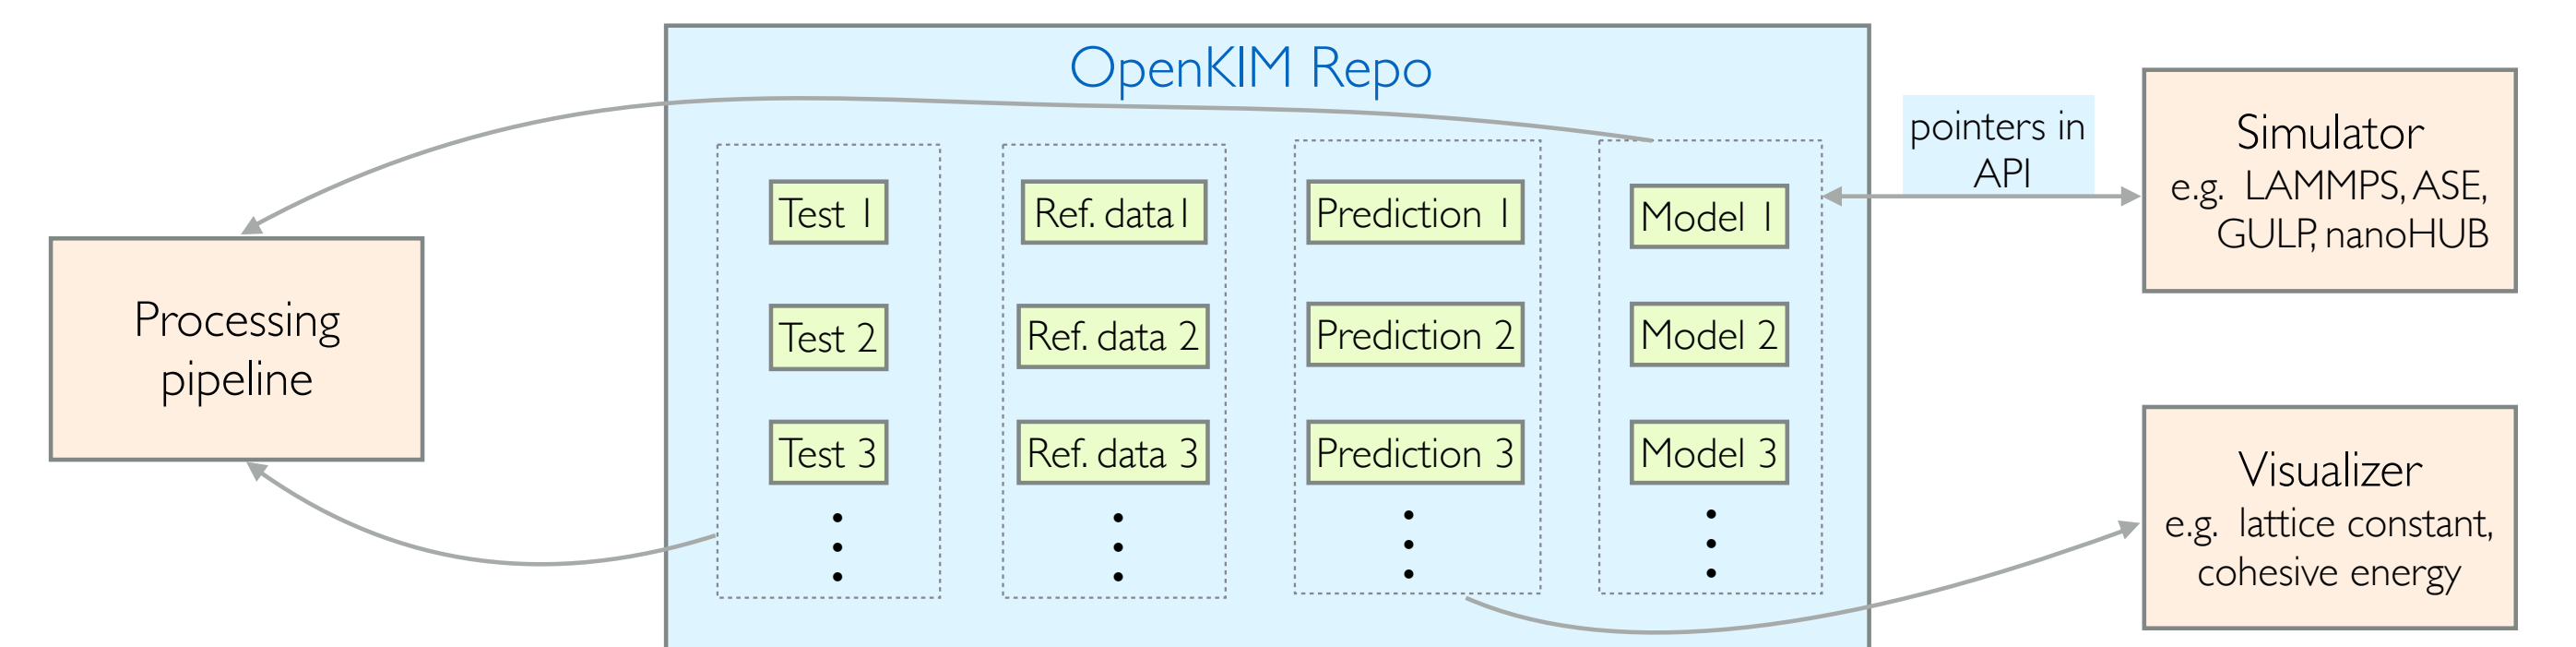 OpenKIM Repo
Processing
pipeline
Test 1
Test 2
Test 3
Ref. data1
Ref. data 2
Ref. data 3
Prediction 1
Prediction 2
Prediction 3
Model 1
Model 2
Model 3
pointers in
API
Simulator
e.g. LAMMPS, ASE,
GULP, nanoHUB
Visualizer
e.g. lattice constant,
cohesive energy